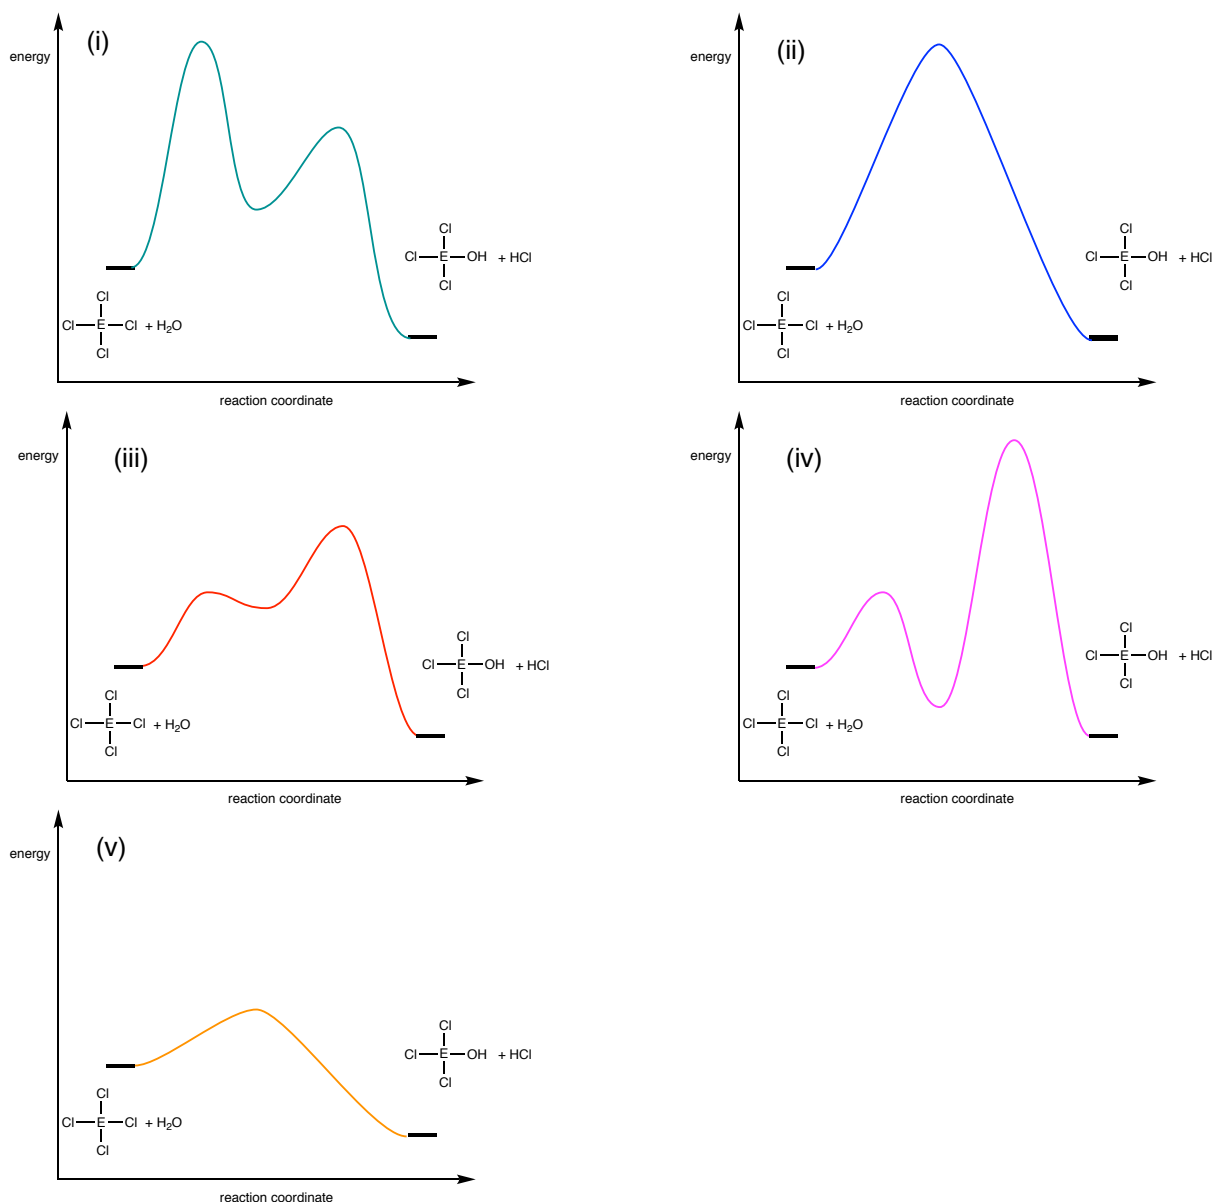 (i)
energy
Cl
Cl—E—OH + HCl
Cl
Cl
Cl—E—Cl + H₂O
Cl
reaction coordinate
(ii)
energy
Cl
Cl—E—OH + HCl
Cl
Cl
Cl—E—Cl + H₂O
Cl
reaction coordinate
(iii)
energy
Cl
Cl—E—OH + HCl
Cl
Cl
Cl—E—Cl + H₂O
Cl
reaction coordinate
(iv)
energy
Cl
Cl—E—OH + HCl
Cl
Cl
Cl—E—Cl + H₂O
Cl
reaction coordinate
(v)
energy
Cl
Cl—E—OH + HCl
Cl
Cl
Cl—E—Cl + H₂O
Cl
reaction coordinate